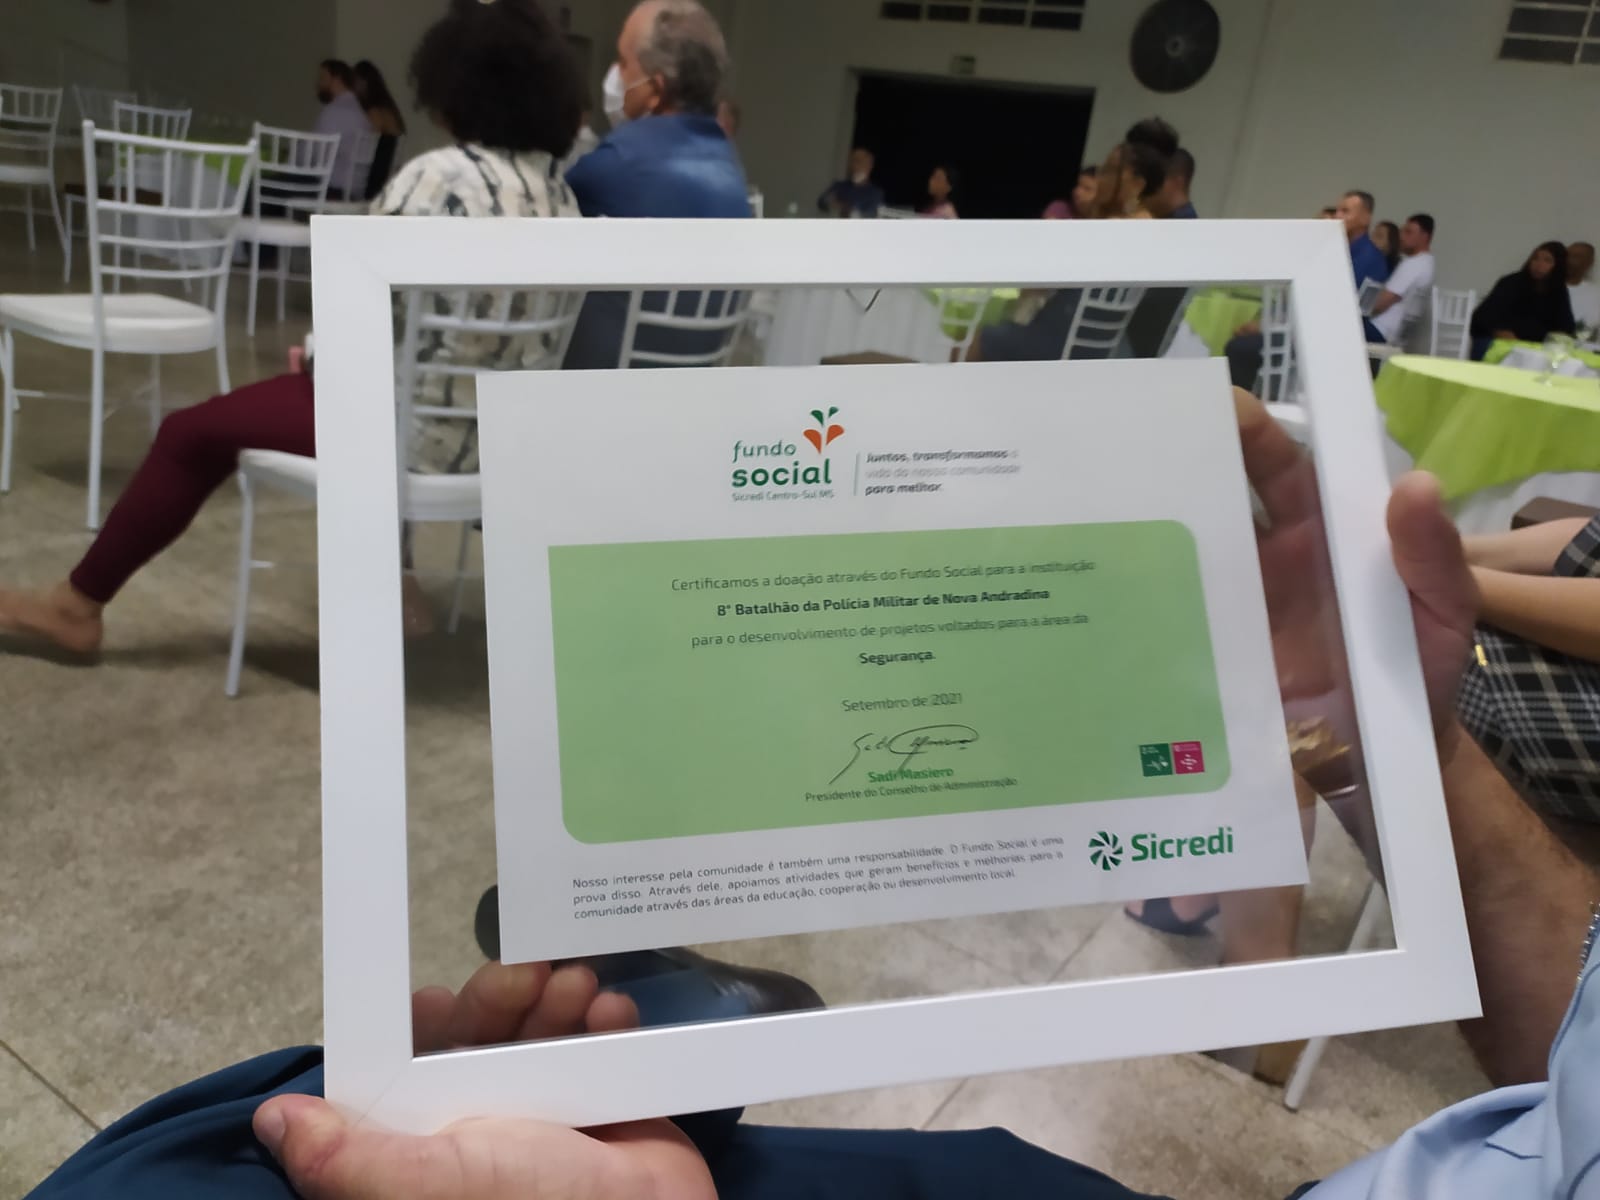 fundo
social
Sicredi Centro-Sul MS
Juntos, transformamos a
vida da nossa comunidade
para melhor.
Certificamos a doação através do Fundo Social para a instituição
8° Batalhão da Polícia Militar de Nova Andradina
para o desenvolvimento de projetos voltados para a área da
Segurança.
Setembro de 2021
Sadi Masiero
Presidente do Conselho de Administração
Nosso interesse pela comunidade é também uma responsabilidade. O Fundo Social é uma
prova disso. Através dele, apoiamos atividades que geram benefícios e melhorias para a
comunidade através das áreas da educação, cooperação ou desenvolvimento local.
Sicredi